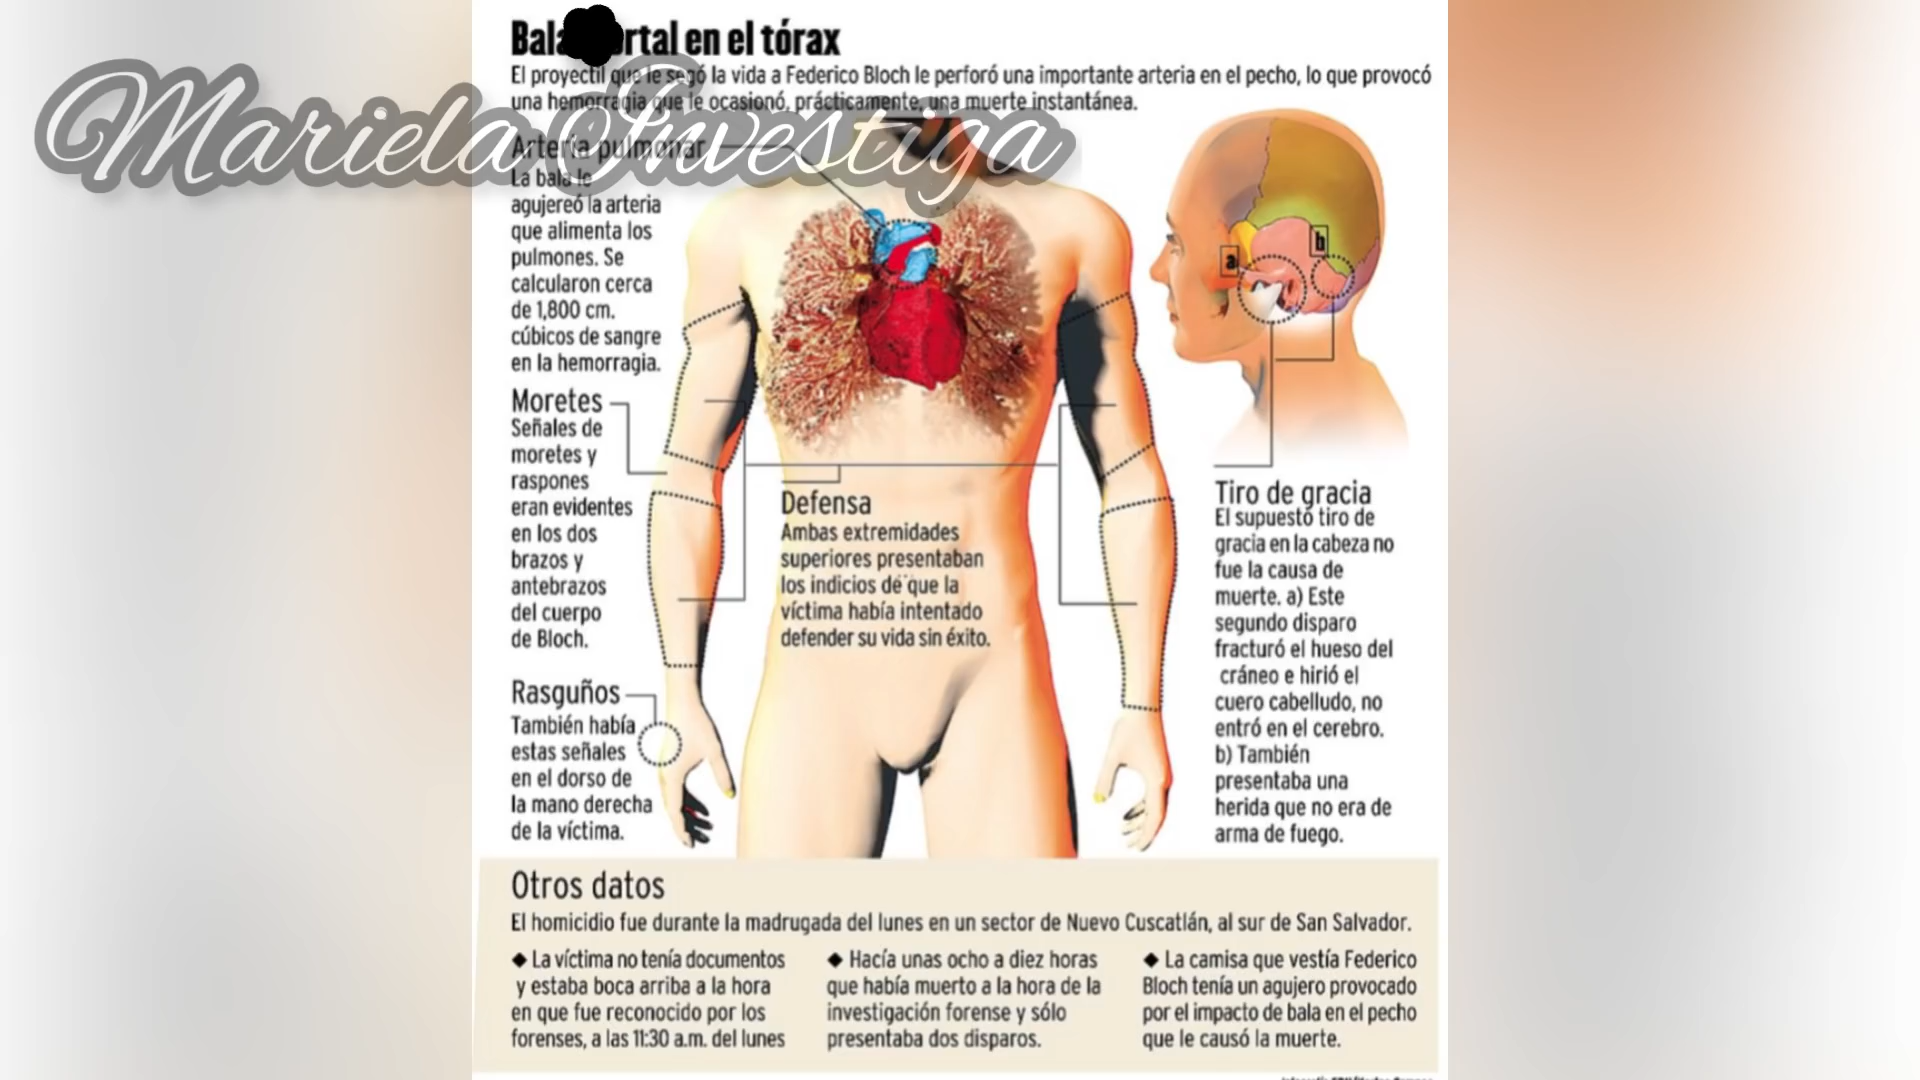 Bala rtal en el tórax
El proyectil que le segó la vida a Federico Bloch le perforó una importante arteria en el pecho, lo que provocó
una hemorragia que le ocasionó, prácticamente, una muerte instantánea.
Mariela Investiga
Arteria pulmonar
La bala le
agujereó la arteria
que alimenta los
pulmones. Se
calcularon cerca
de 1,800 cm.
cúbicos de sangre
en la hemorragia.
Moretes
Señales de
moretes y
raspones
eran evidentes
en los dos
brazos y
antebrazos
del cuerpo
de Bloch.
Rasguños
También había
estas señales
en el dorso de
la mano derecha
de la víctima.
Defensa
Ambas extremidades
superiores presentaban
los indicios de que la
víctima había intentado
defender su vida sin éxito.
a
b
Tiro de gracia
El supuesto tiro de
gracia en la cabeza no
fue la causa de
muerte. a) Este
segundo disparo
fracturó el hueso del
cráneo e hirió el
cuero cabelludo, no
entró en el cerebro.
b) También
presentaba una
herida que no era de
arma de fuego.
Otros datos
El homicidio fue durante la madrugada del lunes en un sector de Nuevo Cuscatlán, al sur de San Salvador.
◆ La víctima no tenía documentos
y estaba boca arriba a la hora
en que fue reconocido por los
forenses, a las 11:30 a.m. del lunes
◆ Hacía unas ocho a diez horas
que había muerto a la hora de la
investigación forense y sólo
presentaba dos disparos.
◆ La camisa que vestía Federico
Bloch tenía un agujero provocado
por el impacto de bala en el pecho
que le causó la muerte.